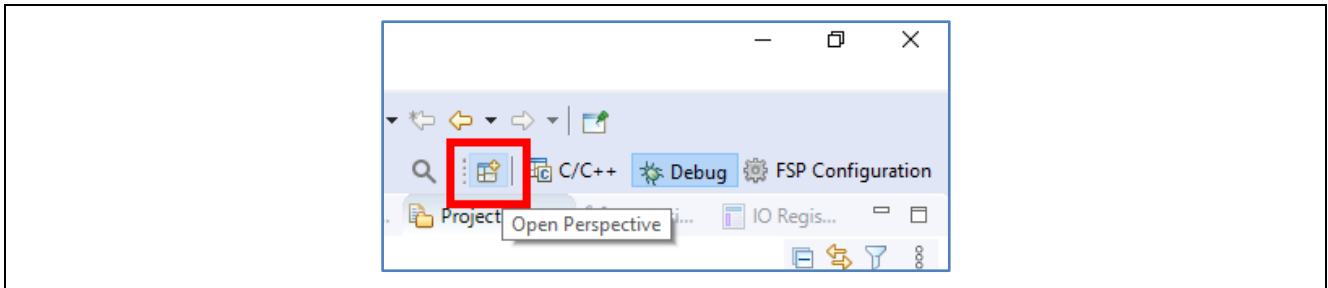 C/C++ Debug FSP Configuration
Project IO Regis...
Open Perspective